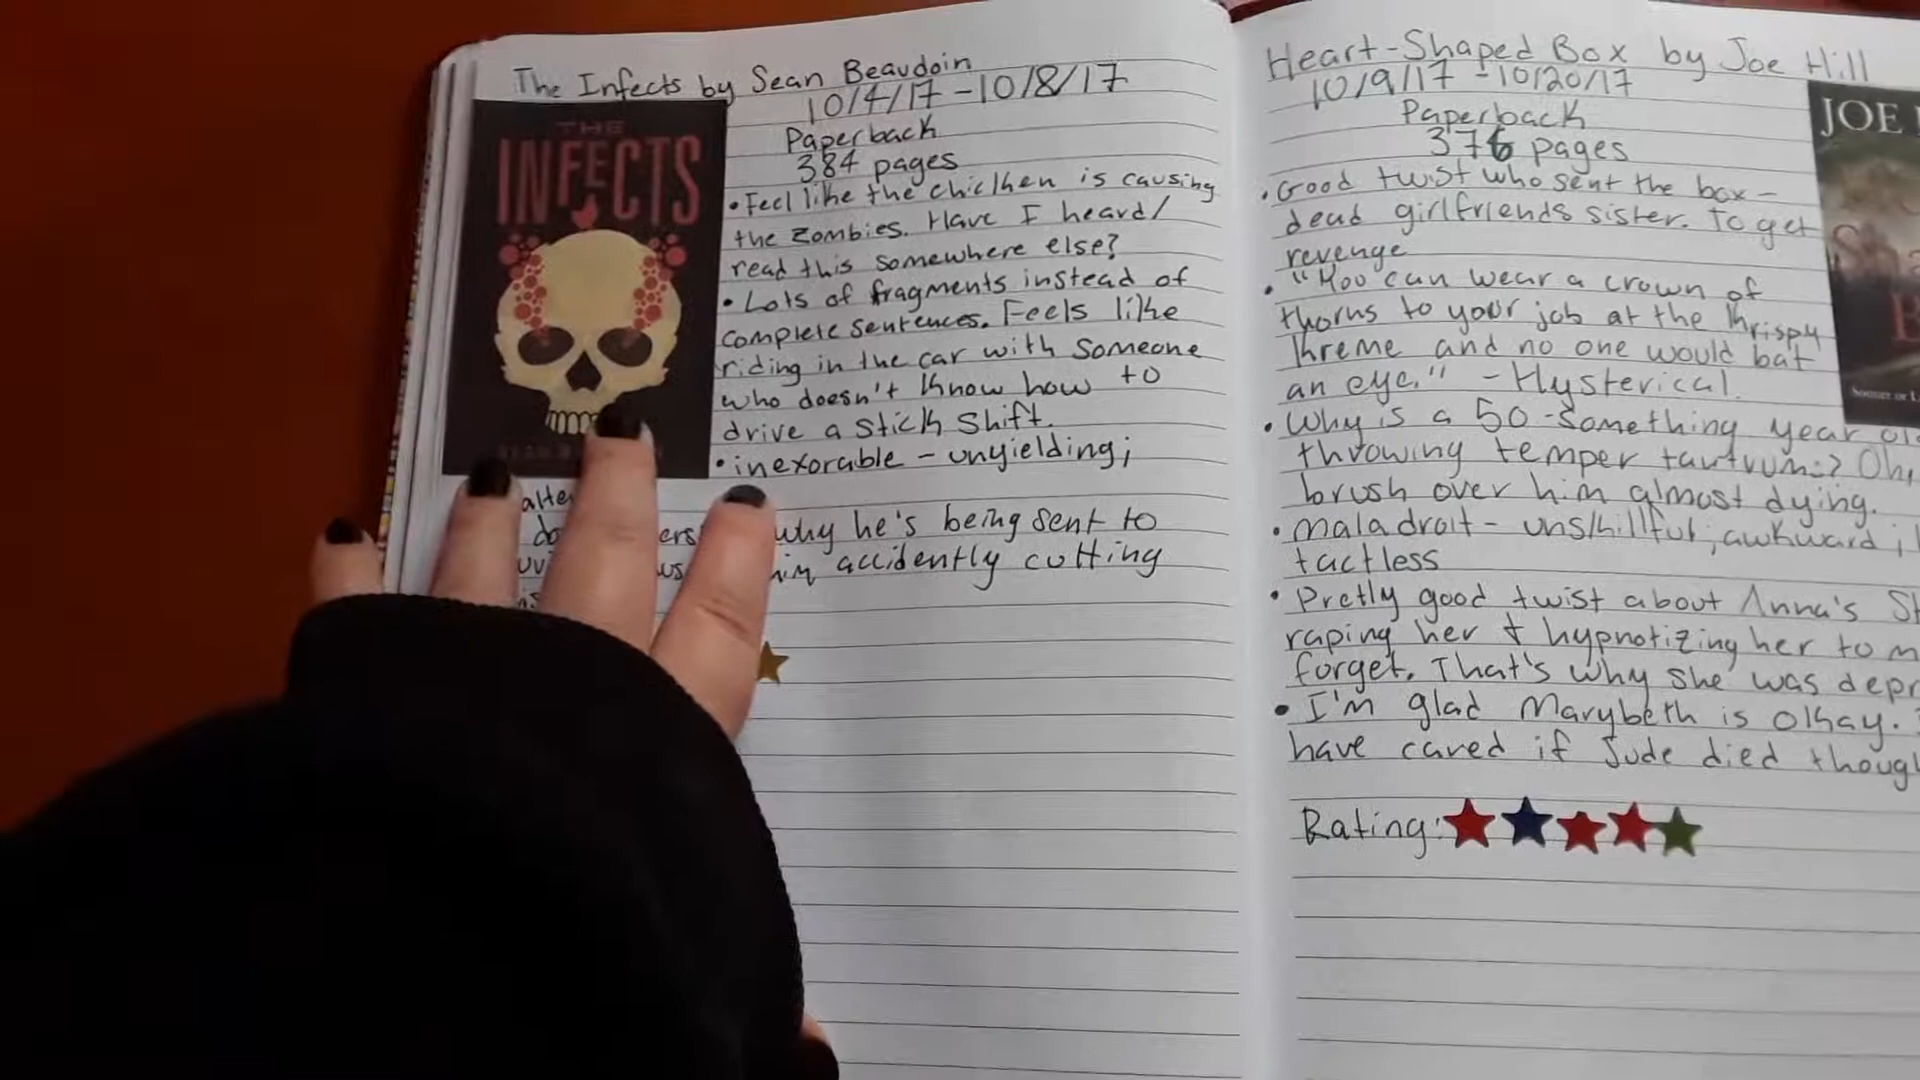 The Infects by Sean Beaudoin
10/4/17 - 10/8/17
Paperback
384 pages
THE
INFECTS
• Feel like the chiclken is causing
the zombies. Have I heard/
read this somewhere else?
• Lots of fragments instead of
complete sentences. Feels like
riding in the car with someone
who doesn't know how to
drive a stick shift.
• inexorable - unyielding;
why he's being sent to
him accidently cutting
Heart-Shaped Box by Joe Hill
10/9/17 - 10/20/17
Paperback
376 pages
JOE
• Good twist who sent the box -
dead girlfriends sister. To get
revenge
• "You can wear a crown of
thorns to your job at the Krispy
Kreme and no one would bat
an eye." - Hysterical.
• Why is a 50-something year
throwing temper tantrums? Oh,
brush over him almost dying.
• maladroit - unskillful; awkward;
tactless
• Pretty good twist about Anna's
raping her & hypnotizing her to
forget. That's why she was
• I'm glad Marybeth is okay.
have cared if Jude died
Rating: